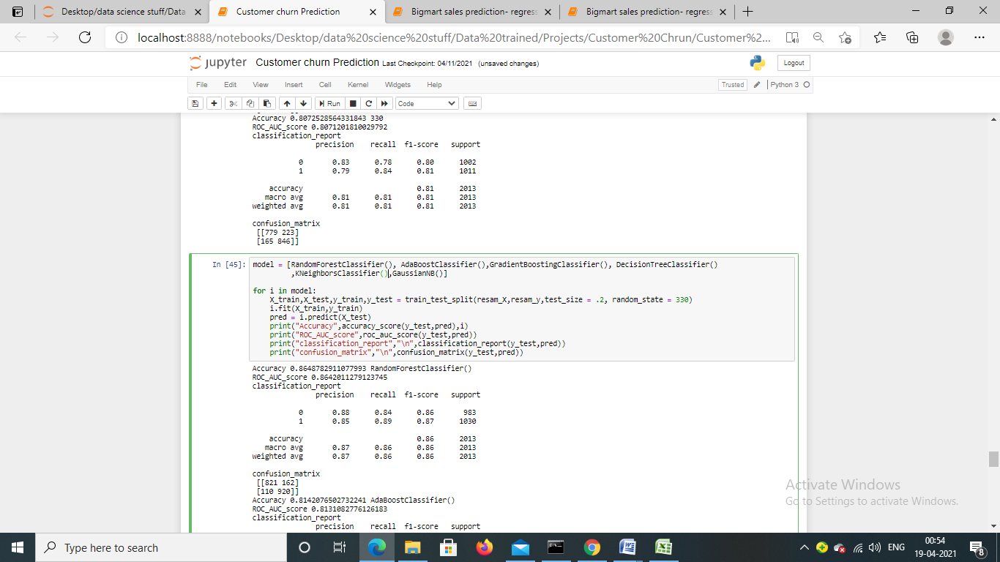 Desktop/data science stuff/Data
Customer churn Prediction
Bigmart sales prediction- regress
Bigmart sales prediction- regress
localhost:8888/notebooks/Desktop/data%20science%20stuff/Data%20trained/Projects/Customer%20Chrun/Customer%2...
jupyter Customer churn Prediction Last Checkpoint: 04/11/2021 (unsaved changes)
Logout
File Edit View Insert Cell Kernel Widgets Help
Trusted Python 3
Run Code
Accuracy 0.8072528564331843 330
ROC_AUC_score 0.8071201810029792
classification_report
precision recall f1-score support
0 0.83 0.78 0.80 1002
1 0.79 0.84 0.81 1011
accuracy 0.81 2013
macro avg 0.81 0.81 0.81 2013
weighted avg 0.81 0.81 0.81 2013
confusion_matrix
[[779 223]
[165 846]]
In [45]: model = [RandomForestClassifier(), AdaBoostClassifier(),GradientBoostingClassifier(), DecisionTreeClassifier()
,KNeighborsClassifier(),GaussianNB()]
for i in model:
X_train,X_test,y_train,y_test = train_test_split(resam_X,resam_y,test_size = .2, random_state = 330)
i.fit(X_train,y_train)
pred = i.predict(X_test)
print("Accuracy",accuracy_score(y_test,pred),i)
print("ROC_AUC_score",roc_auc_score(y_test,pred))
print("classification_report","\n",classification_report(y_test,pred))
print("confusion_matrix","\n",confusion_matrix(y_test,pred))
Accuracy 0.8648782911077993 RandomForestClassifier()
ROC_AUC_score 0.8642011279123745
classification_report
precision recall f1-score support
0 0.88 0.84 0.86 983
1 0.85 0.89 0.87 1030
accuracy 0.86 2013
macro avg 0.87 0.86 0.86 2013
weighted avg 0.87 0.86 0.86 2013
confusion_matrix
[[821 162]
[110 920]]
Accuracy 0.8142076502732241 AdaBoostClassifier()
ROC_AUC_score 0.8131082776126183
classification_report
precision recall f1-score support
Activate Windows
Go to Settings to activate Windows.
Type here to search
ENG
00:54
19-04-2021
8